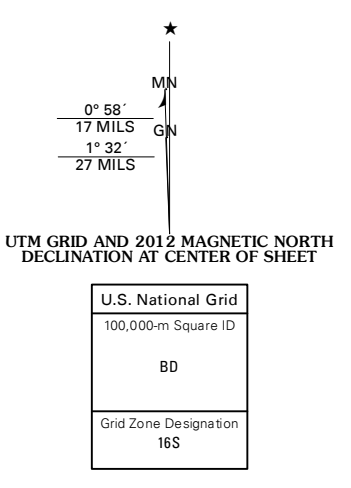 ★
MN
0° 58´
17 MILS
GN
1° 32´
27 MILS
UTM GRID AND 2012 MAGNETIC NORTH
DECLINATION AT CENTER OF SHEET
U.S. National Grid
100,000-m Square ID
BD
Grid Zone Designation
16S